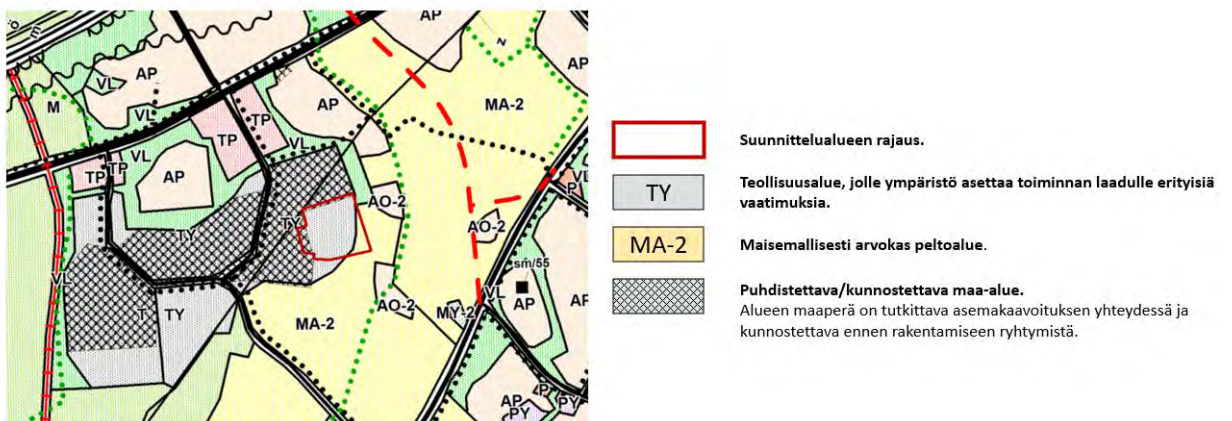 AP
AP
VL
MA-2
AP
M
VL
TP
TP
AP
VL
TP
TP
VL
AP
VL
P
TY
TY
AO-2
AO-2
sm/55
VL
T
TY
MA-2
AO-2
MY-2
VL
AP
AP
AP
P
PY
PY
Suunnittelualueen rajaus.
TY
Teollisuusalue, jolle ympäristö asettaa toiminnan laadulle erityisiä
vaatimuksia.
MA-2
Maisemallisesti arvokas peltoalue.
Puhdistettava/kunnostettava maa-alue.
Alueen maaperä on tutkittava asemakaavoituksen yhteydessä ja
kunnostettava ennen rakentamiseen ryhtymistä.